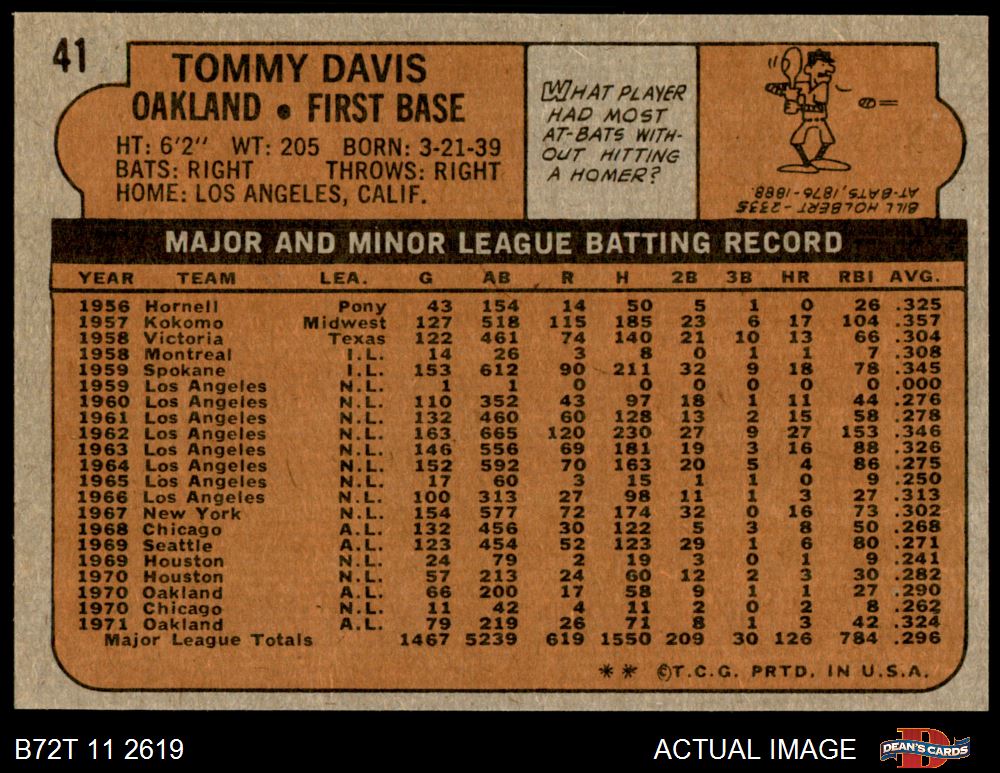 41
TOMMY DAVIS
OAKLAND • FIRST BASE
HT: 6'2" WT: 205 BORN: 3-21-39
BATS: RIGHT THROWS: RIGHT
HOME: LOS ANGELES, CALIF.
WHAT PLAYER
HAD MOST
AT-BATS WITH-
OUT HITTING
A HOMER?
BILL HOLBERT - 2335
AT-BATS, 1876-1888.
MAJOR AND MINOR LEAGUE BATTING RECORD
YEAR TEAM LEA. G AB R H 2B 3B HR RBI AVG.
1956 Hornell Pony 43 154 14 50 5 1 0 26 .325
1957 Kokomo Midwest 127 518 115 185 23 6 17 104 .357
1958 Victoria Texas 122 461 74 140 21 10 13 66 .304
1958 Montreal I.L. 14 26 3 8 0 1 1 7 .308
1959 Spokane I.L. 153 612 90 211 32 9 18 78 .345
1959 Los Angeles N.L. 1 1 0 0 0 0 0 0 .000
1960 Los Angeles N.L. 110 352 43 97 18 1 11 44 .276
1961 Los Angeles N.L. 132 460 60 128 13 2 15 58 .278
1962 Los Angeles N.L. 163 665 120 230 27 9 27 153 .346
1963 Los Angeles N.L. 146 556 69 181 19 3 16 88 .326
1964 Los Angeles N.L. 152 592 70 163 20 5 4 86 .275
1965 Los Angeles N.L. 17 60 3 15 1 1 0 9 .250
1966 Los Angeles N.L. 100 313 27 98 11 1 3 27 .313
1967 New York N.L. 154 577 72 174 32 0 16 73 .302
1968 Chicago A.L. 132 456 30 122 5 3 8 50 .268
1969 Seattle A.L. 123 454 52 123 29 1 6 80 .271
1969 Houston N.L. 24 79 2 19 3 0 1 9 .241
1970 Houston N.L. 57 213 24 60 12 2 3 30 .282
1970 Oakland A.L. 66 200 17 58 9 1 1 27 .290
1970 Chicago N.L. 11 42 4 11 2 0 2 8 .262
1971 Oakland A.L. 79 219 26 71 8 1 3 42 .324
Major League Totals 1467 5239 619 1550 209 30 126 784 .296
** ©T.C.G. PRTD. IN U.S.A.
B72T 11 2619
ACTUAL IMAGE
DEAN'S CARDS